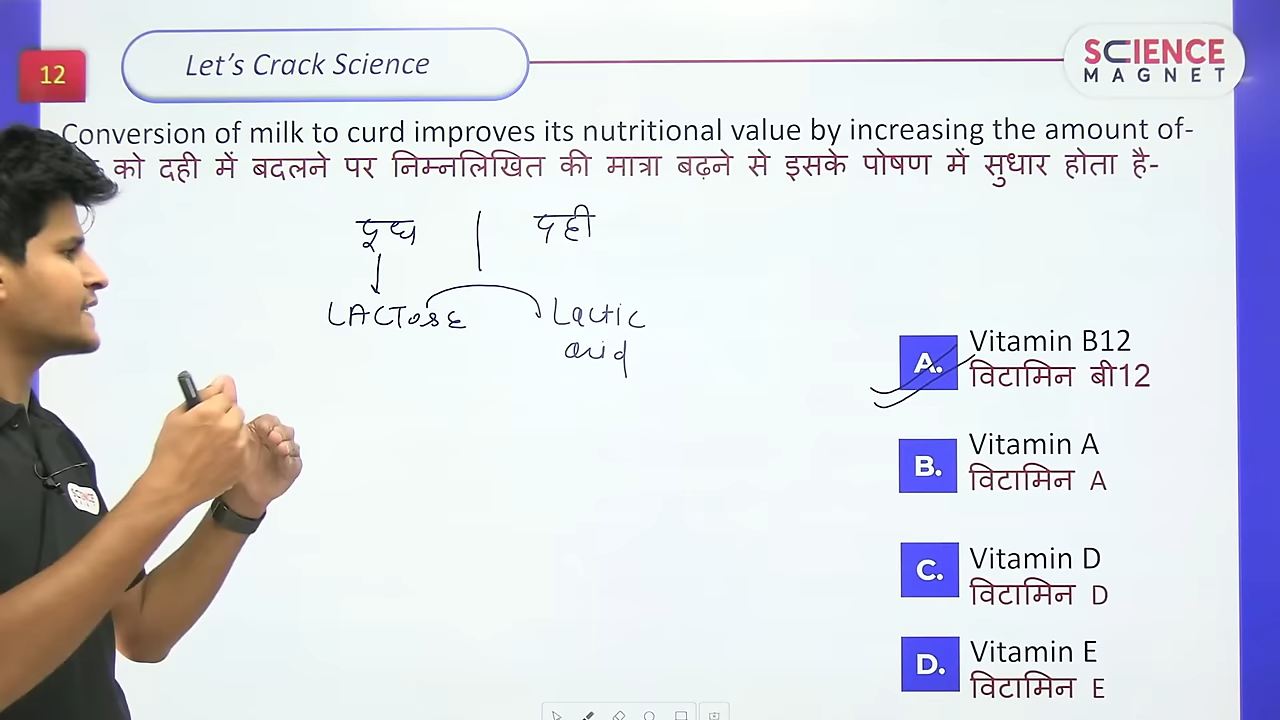 12
Let's Crack Science
SCIENCE
MAGNET
Conversion of milk to curd improves its nutritional value by increasing the amount of-
को दही में बदलने पर निम्नलिखित की मात्रा बढ़ने से इसके पोषण में सुधार होता है-
दूध | दही
LACTOSE Lactic
acid
A. Vitamin B12
विटामिन बी12
B. Vitamin A
विटामिन A
C. Vitamin D
विटामिन D
D. Vitamin E
विटामिन E
SCIENCE